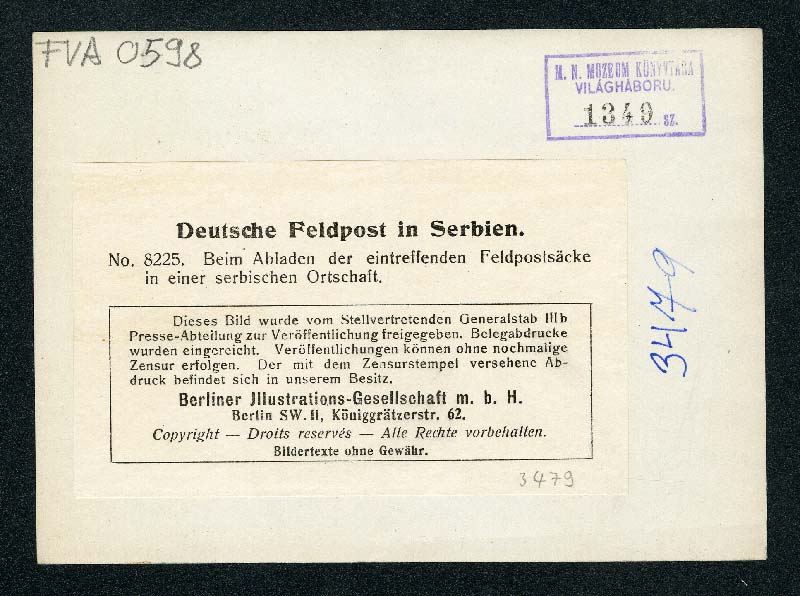 FVA 0598
M. N. MUZEUM KÖNYVTÁRA
VILÁGHÁBORU.
1349 SZ.
Deutsche Feldpost in Serbien.
No. 8225. Beim Abladen der eintreffenden Feldpostsäcke
in einer serbischen Ortschaft.
Dieses Bild wurde vom Stellvertretenden Generalstab IIIb
Presse-Abteilung zur Veröffentlichung freigegeben. Belegabdrucke
wurden eingereicht. Veröffentlichungen können ohne nochmalige
Zensur erfolgen. Der mit dem Zensurstempel versehene Ab-
druck befindet sich in unserem Besitz.
Berliner Jllustrations-Gesellschaft m. b. H.
Berlin SW. 11, Königgrätzerstr. 62.
Copyright — Droits reservés — Alle Rechte vorbehalten.
Bildertexte ohne Gewähr.
3479
3479